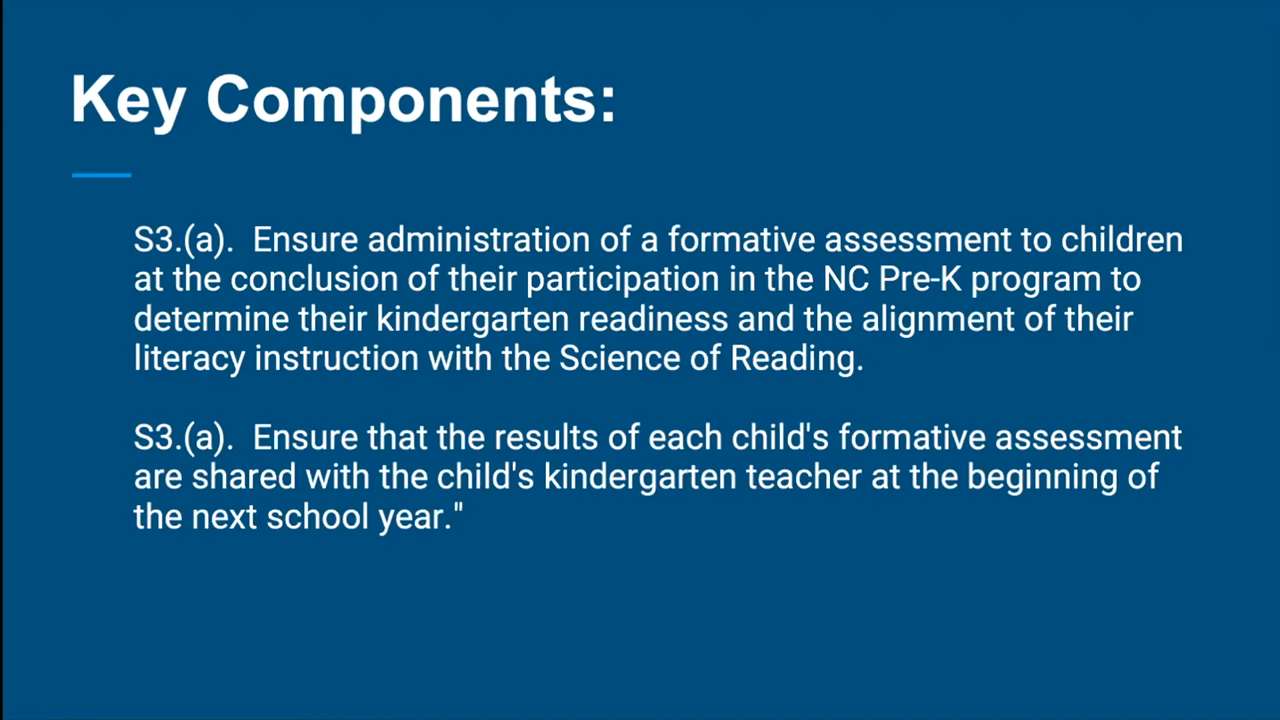 Key Components:
S3.(a).  Ensure administration of a formative assessment to children
at the conclusion of their participation in the NC Pre-K program to
determine their kindergarten readiness and the alignment of their
literacy instruction with the Science of Reading.
S3.(a).  Ensure that the results of each child's formative assessment
are shared with the child's kindergarten teacher at the beginning of
the next school year."